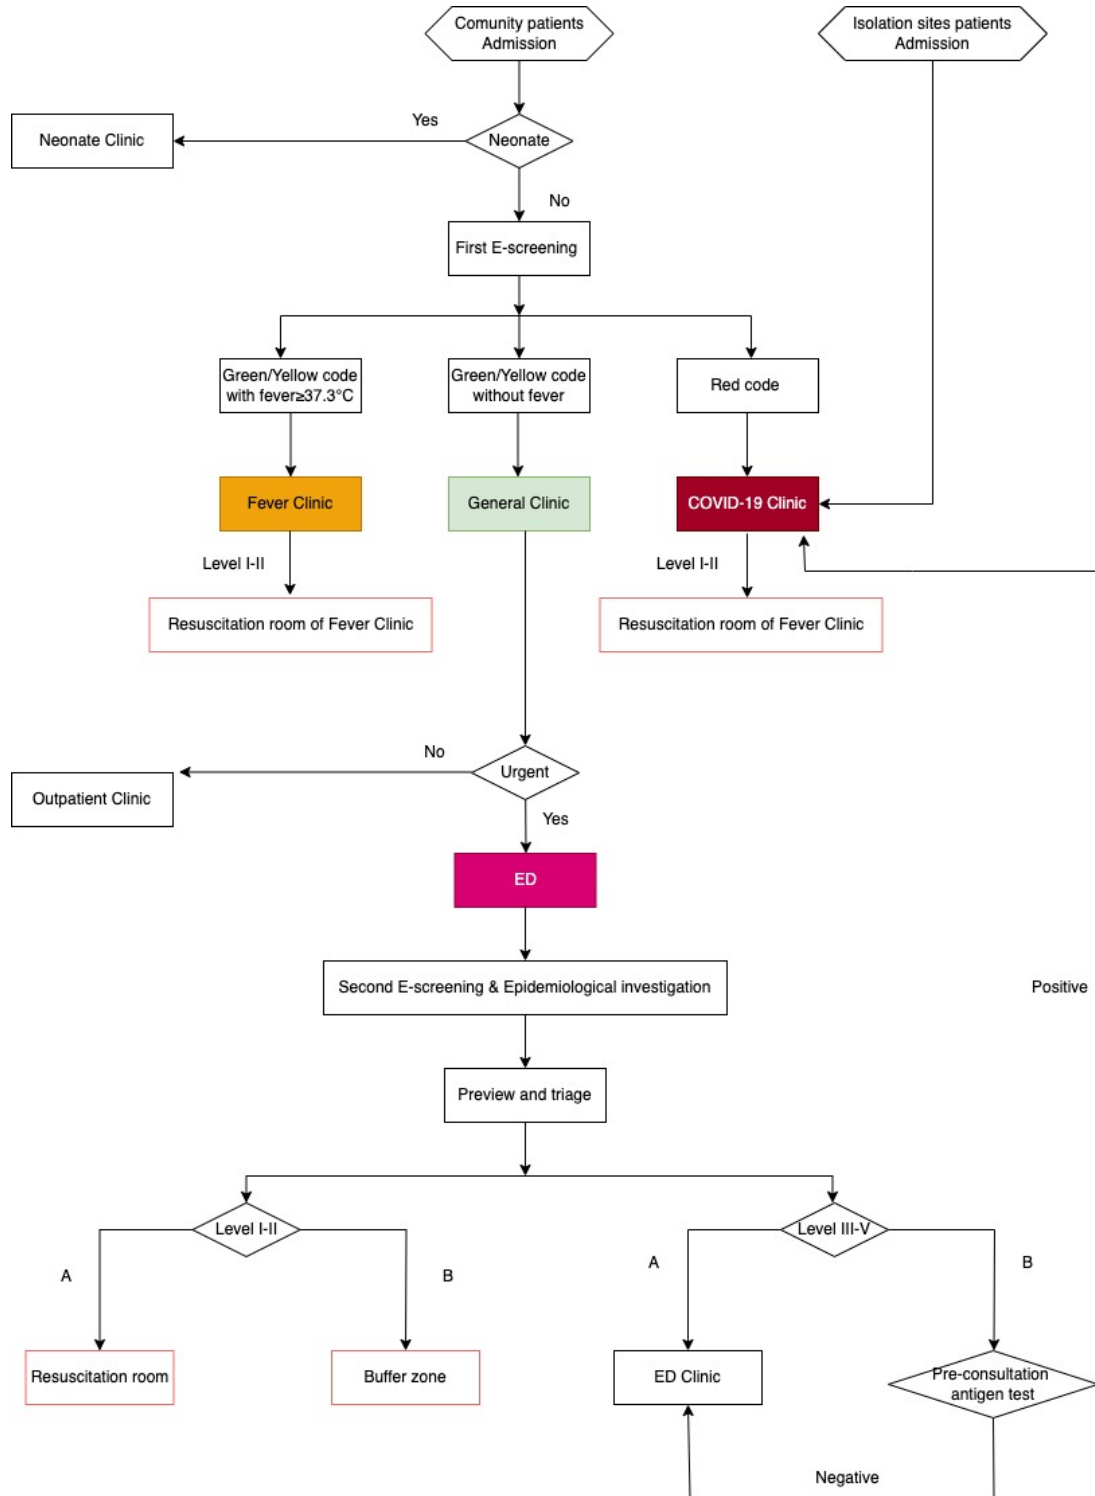 Comunity patients
Admission
Isolation sites patients
Admission
Yes
Neonate Clinic
Neonate
No
First E-screening
Green/Yellow code
with fever≥37.3°C
Green/Yellow code
without fever
Red code
Fever Clinic
General Clinic
COVID-19 Clinic
Level I-II
Level I-II
Resuscitation room of Fever Clinic
Resuscitation room of Fever Clinic
No
Urgent
Outpatient Clinic
Yes
ED
Second E-screening & Epidemiological investigation
Positive
Preview and triage
Level I-II
Level III-V
A
B
A
B
Resuscitation room
Buffer zone
ED Clinic
Pre-consultation
antigen test
Negative